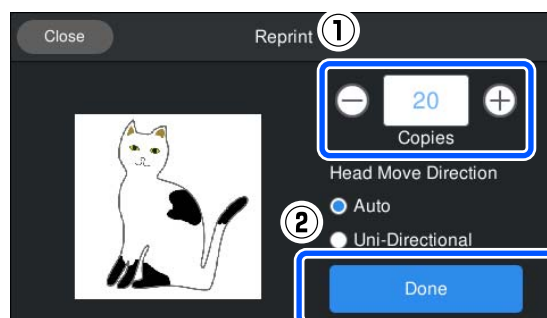 Close
Reprint
①
20
Copies
Head Move Direction
Auto
②
Uni-Directional
Done